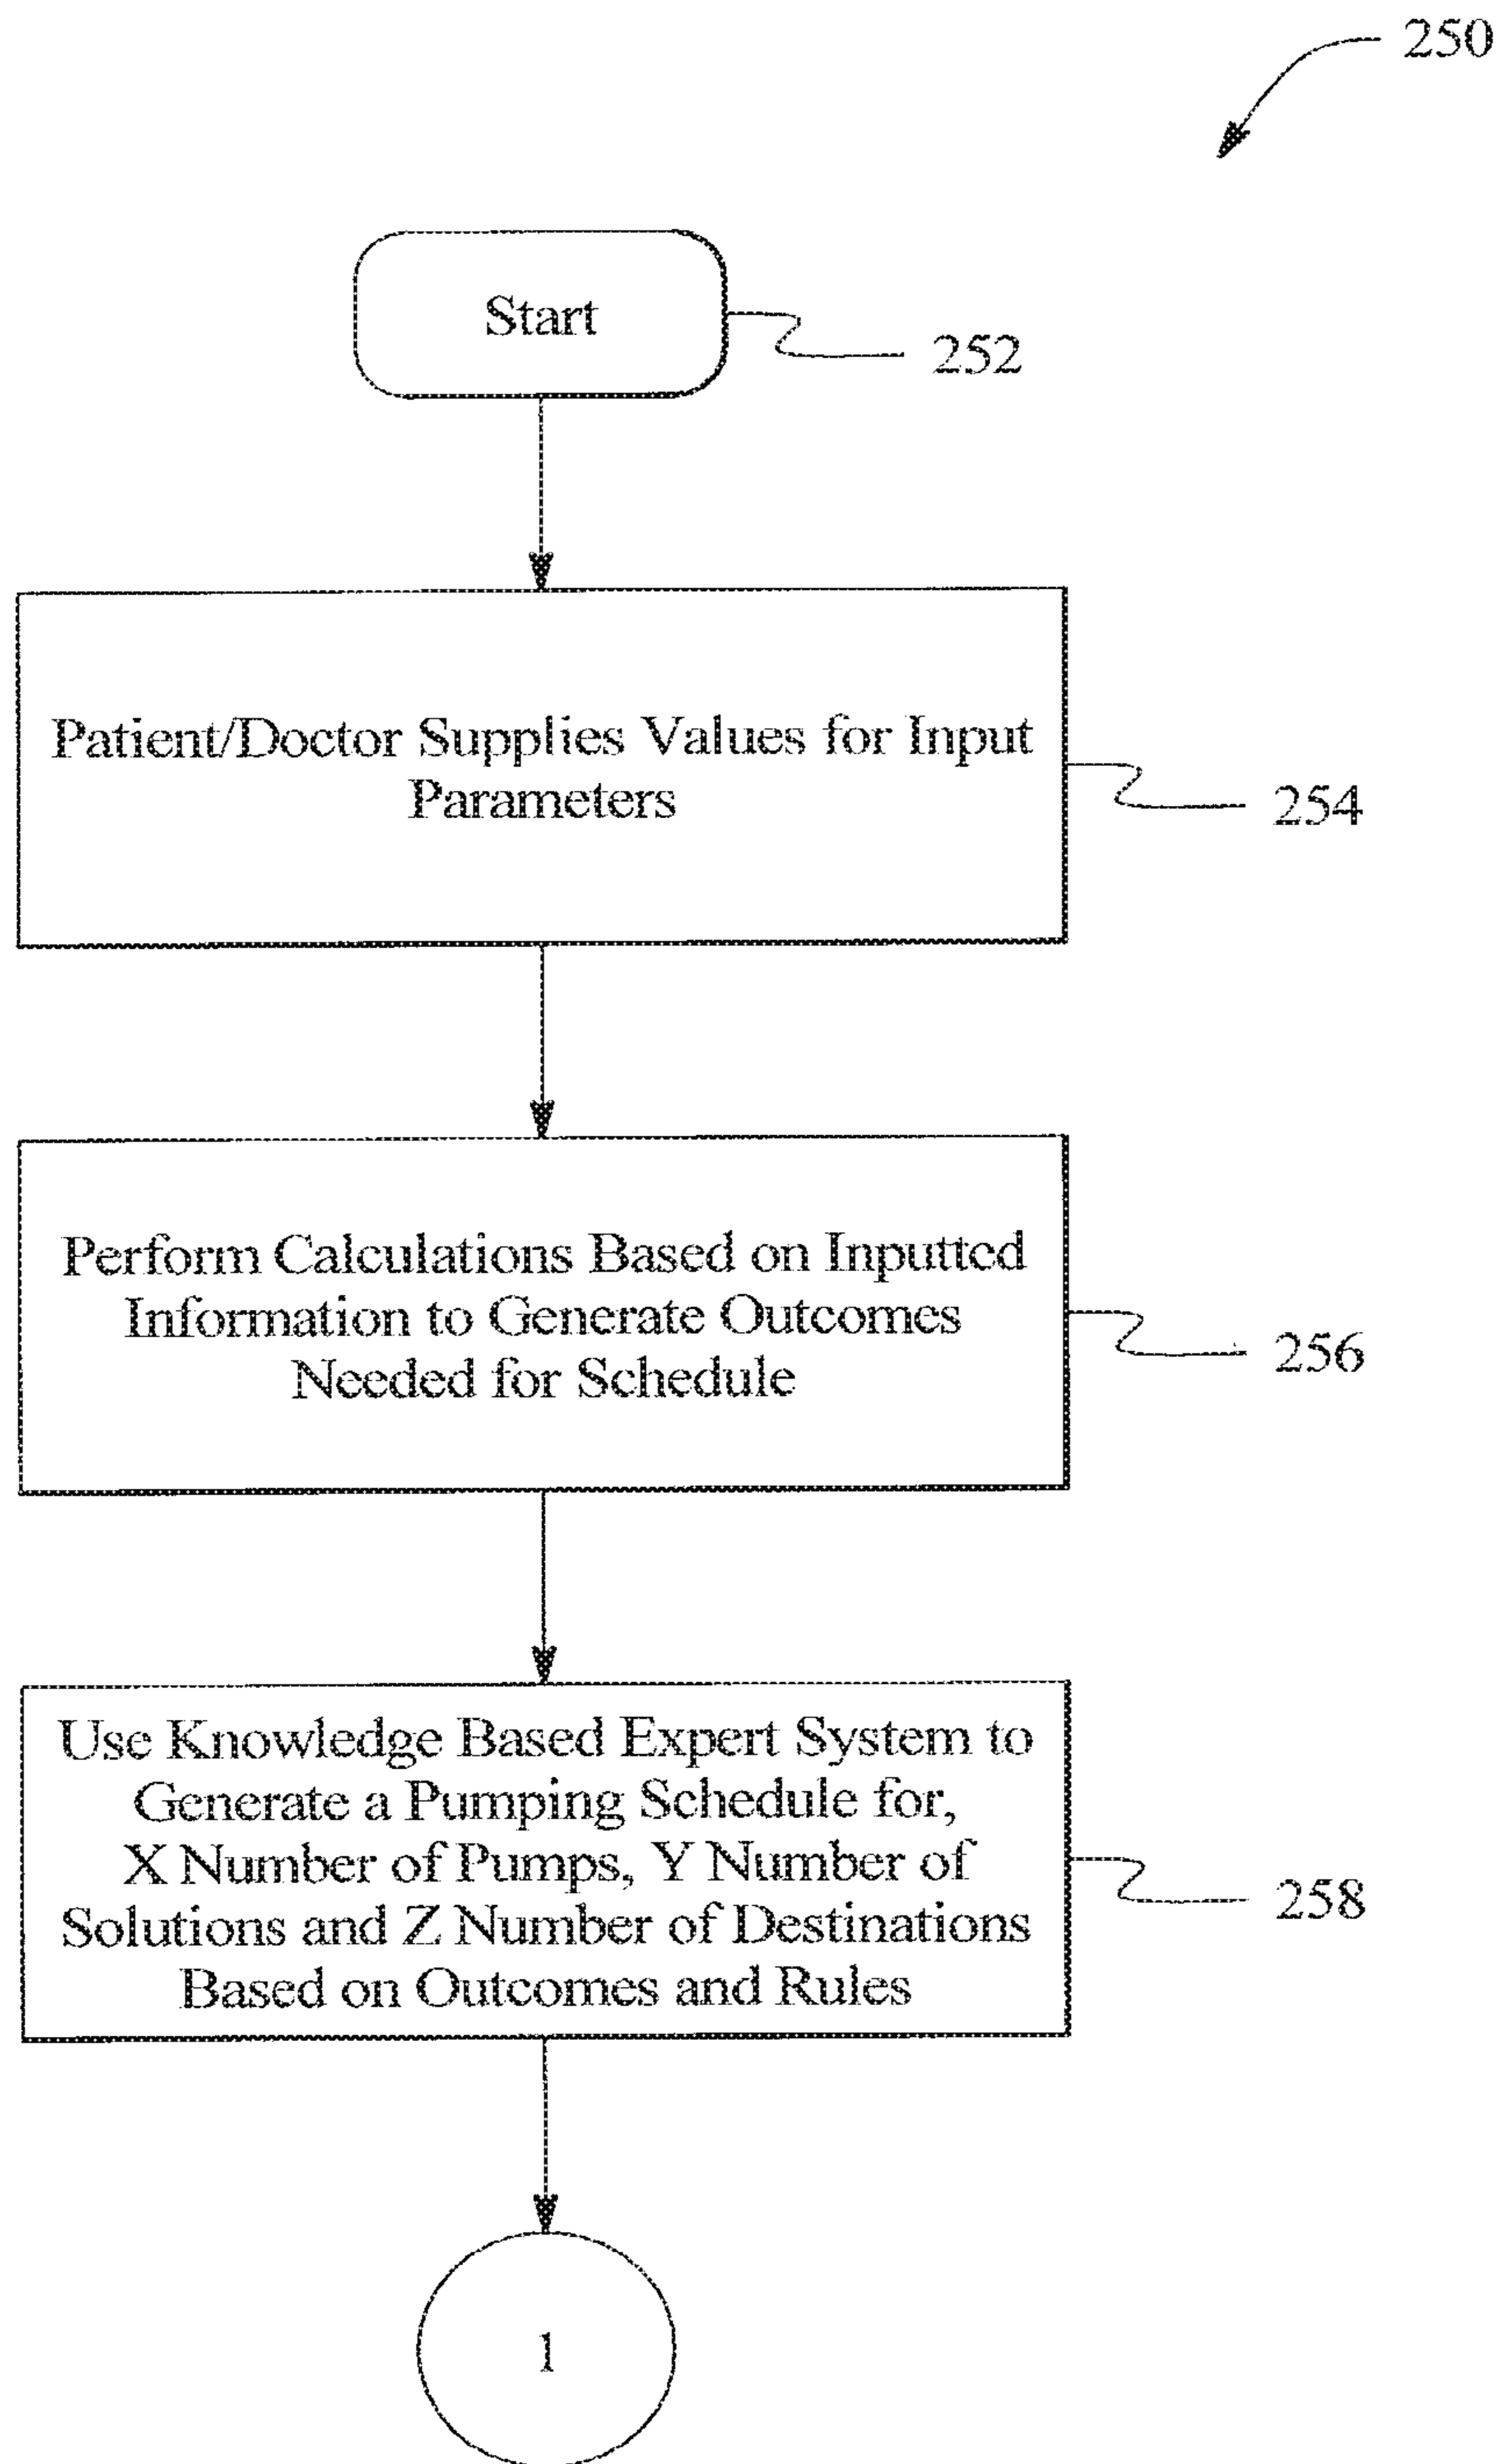 250
Start
252
Patient/Doctor Supplies Values for Input
Parameters
254
Perform Calculations Based on Inputted
Information to Generate Outcomes
Needed for Schedule
256
Use Knowledge Based Expert System to
Generate a Pumping Schedule for,
X Number of Pumps, Y Number of
Solutions and Z Number of Destinations
Based on Outcomes and Rules
258
1